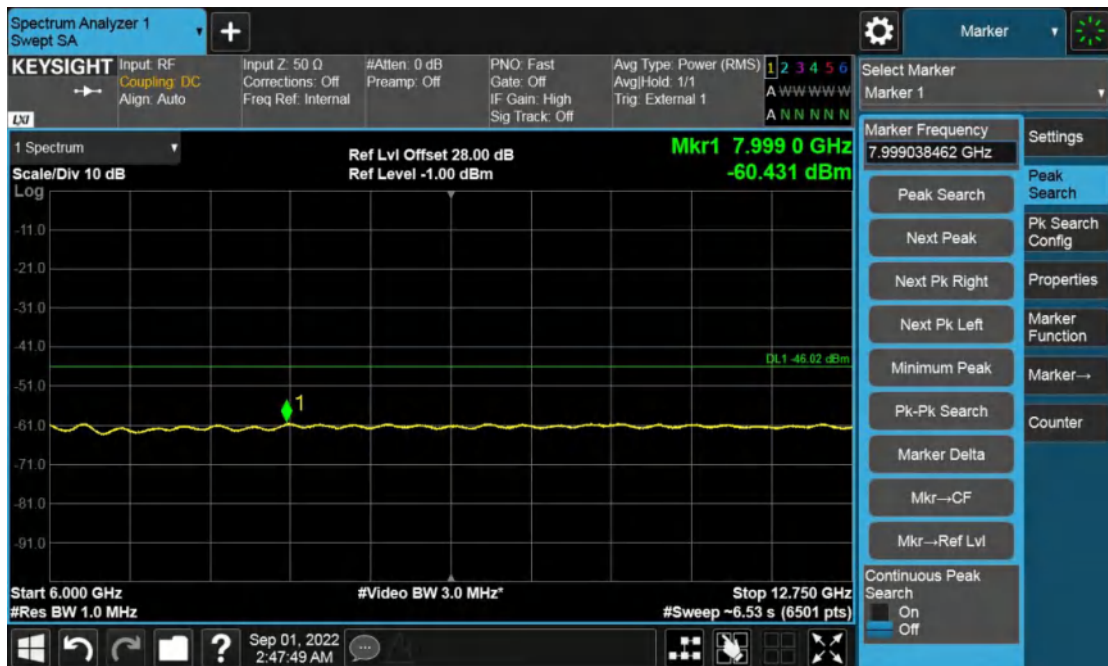 Spectrum Analyzer 1
Swept SA
+
Marker
KEYSIGHT
Input: RF
Coupling: DC
Align: Auto
Input Z: 50 Ω
Corrections: Off
Freq Ref: Internal
#Atten: 0 dB
Preamp: Off
PNO: Fast
Gate: Off
IF Gain: High
Sig Track: Off
Avg Type: Power (RMS)
Avg|Hold: 1/1
Trig: External 1
1 2 3 4 5 6
A W W W W W
A N N N N N
LXI
Select Marker
Marker 1
1 Spectrum
Scale/Div 10 dB
Ref Lvl Offset 28.00 dB
Ref Level -1.00 dBm
Mkr1 7.999 0 GHz
-60.431 dBm
Log
-11.0
-21.0
-31.0
-41.0
-51.0
-61.0
-71.0
-81.0
-91.0
DL1 -46.02 dBm
1
Start 6.000 GHz
#Res BW 1.0 MHz
#Video BW 3.0 MHz*
Stop 12.750 GHz
#Sweep ~6.53 s (6501 pts)
Marker Frequency
7.999038462 GHz
Peak Search
Next Peak
Next Pk Right
Next Pk Left
Minimum Peak
Pk-Pk Search
Marker Delta
Mkr→CF
Mkr→Ref Lvl
Continuous Peak
Search
On
Off
Settings
Peak
Search
Pk Search
Config
Properties
Marker
Function
Marker→
Counter
?
Sep 01, 2022
2:47:49 AM